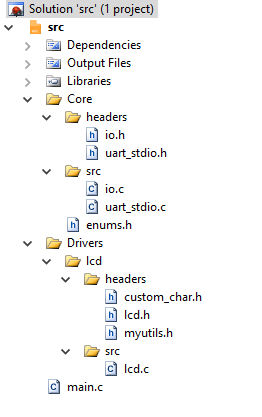 Solution 'src' (1 project)
src
Dependencies
Output Files
Libraries
Core
headers
io.h
uart_stdio.h
src
io.c
uart_stdio.c
enums.h
Drivers
lcd
headers
custom_char.h
lcd.h
myutils.h
src
lcd.c
main.c